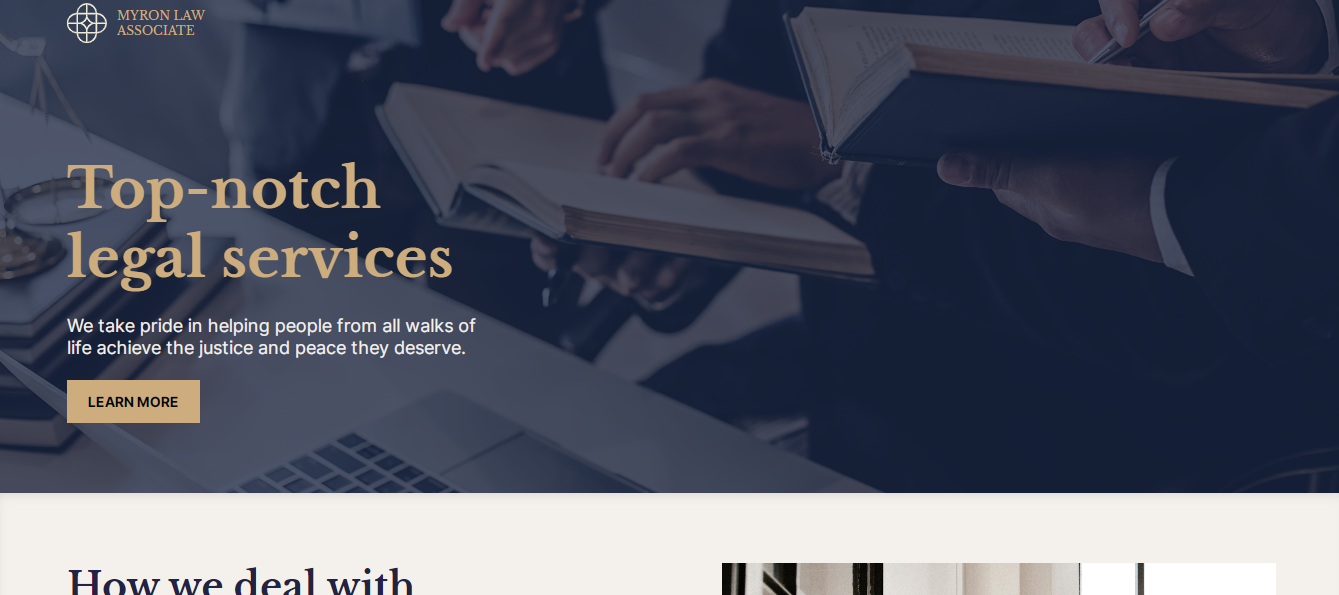 MYRON LAW
ASSOCIATE
Top-notch
legal services
We take pride in helping people from all walks of
life achieve the justice and peace they deserve.
LEARN MORE
How we deal with